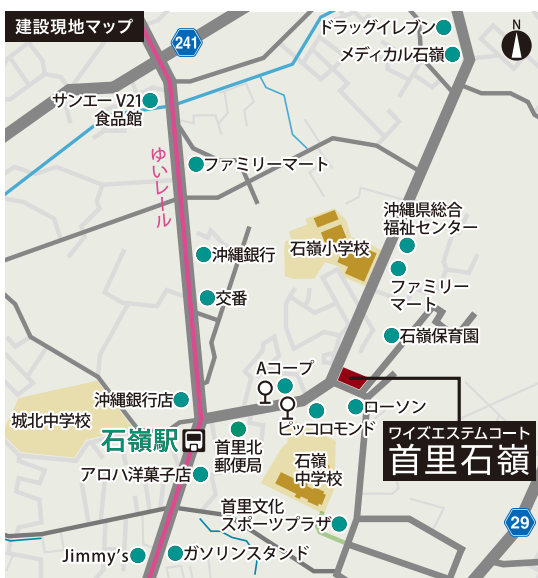 建設現地マップ
241
ドラッグイレブン
メディカル石嶺
N
サンエー V21
食品館
ゆいレール
ファミリーマート
沖縄県総合
福祉センター
石嶺小学校
沖縄銀行
ファミリー
マート
交番
石嶺保育園
Aコープ
沖縄銀行店
ローソン
城北中学校
ピッコロモンド
石嶺駅
首里北
郵便局
ワイズエステムコート
首里石嶺
石嶺
中学校
アロハ洋菓子店
首里文化
スポーツプラザ
29
Jimmy's
ガソリンスタンド